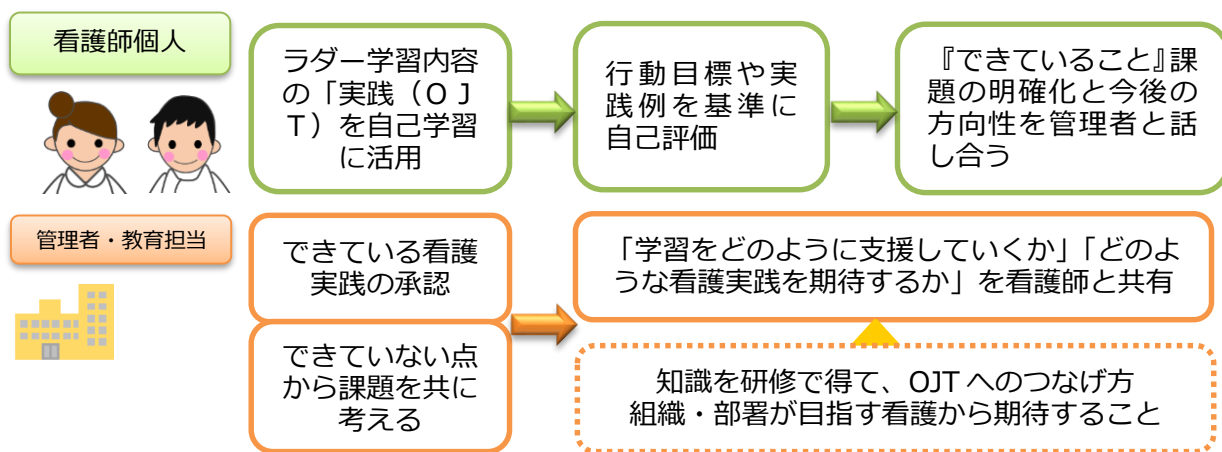 看護師個人
ラダー学習内容
の「実践（ＯＪ
Ｔ）を自己学習
に活用
行動目標や実
践例を基準に
自己評価
『できていること』課
題の明確化と今後の
方向性を管理者と話
し合う
管理者・教育担当
できている看護
実践の承認
できていない点
から課題を共に
考える
「学習をどのように支援していくか」「どの
ような看護実践を期待するか」を看護師と共有
知識を研修で得て、OJT へのつなげ方
組織・部署が目指す看護から期待すること